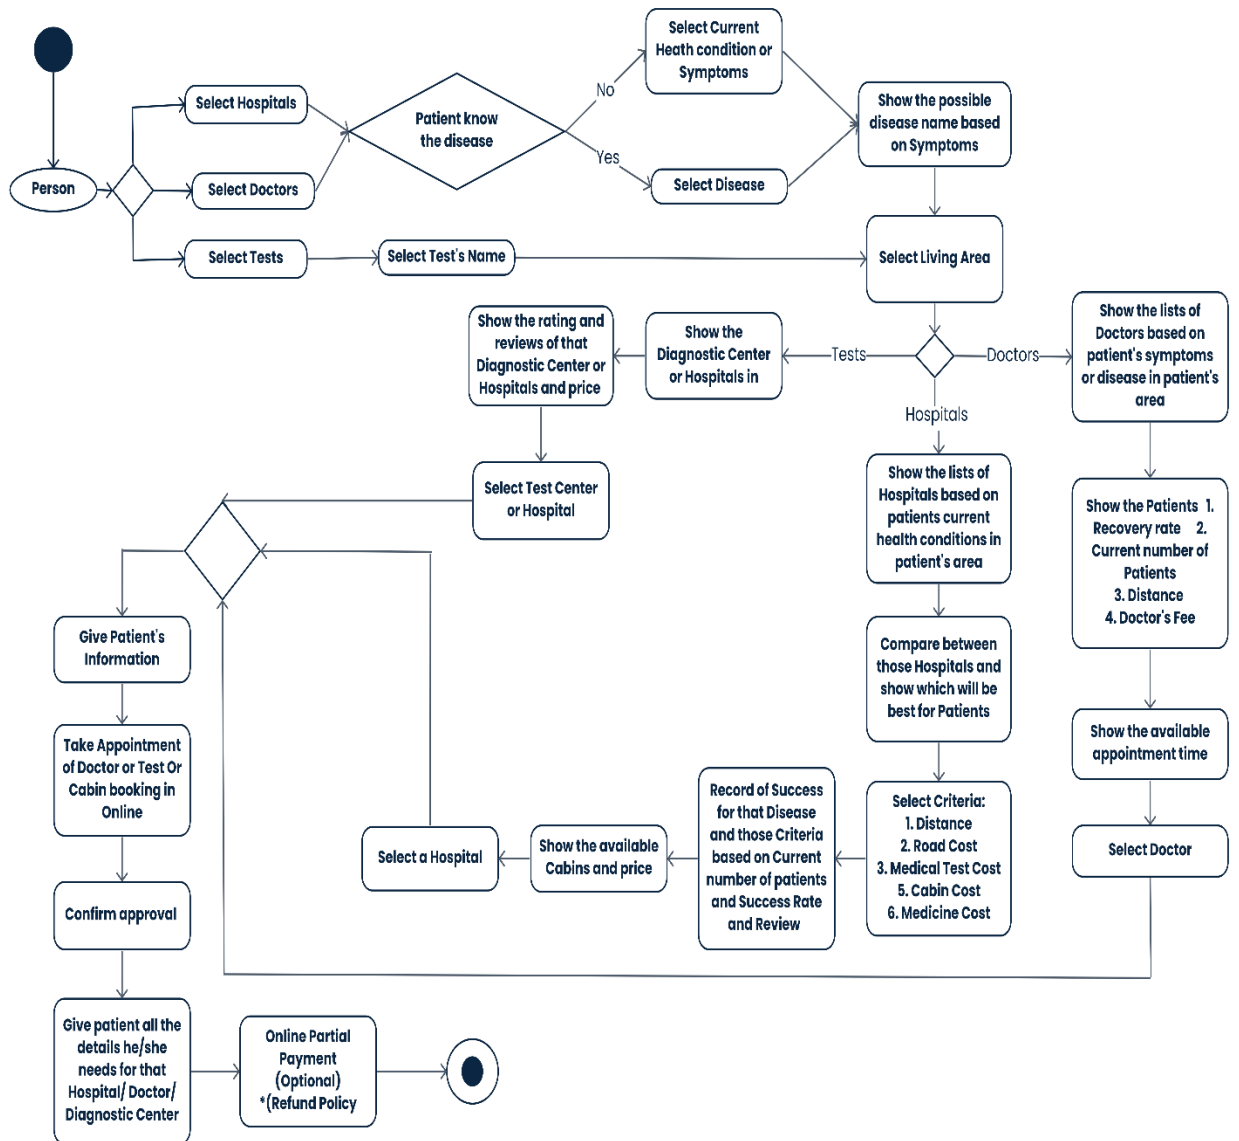 Select Current
Heath condition or
Symptoms
No
Select Hospitals
Patient know
the disease
Show the possible
disease name based
on Symptoms
Yes
Person
Select Doctors
Select Disease
Select Tests
Select Test's Name
Select Living Area
Show the rating and
reviews of that
Diagnostic Center or
Hospitals and price
Show the
Diagnostic Center
or Hospitals in
Tests
Doctors
Show the lists of
Doctors based on
patient's symptoms
or disease in patient's
area
Hospitals
Select Test Center
or Hospital
Show the lists of
Hospitals based on
patients current
health conditions in
patient's area
Show the Patients 1.
Recovery rate 2.
Current number of
Patients
3. Distance
4. Doctor's Fee
Give Patient's
Information
Compare between
those Hospitals and
show which will be
best for Patients
Show the available
appointment time
Take Appointment
of Doctor or Test Or
Cabin booking in
Online
Select a Hospital
Show the available
Cabins and price
Record of Success
for that Disease
and those Criteria
based on Current
number of patients
and Success Rate
and Review
Select Criteria:
1. Distance
2. Road Cost
3. Medical Test Cost
5. Cabin Cost
6. Medicine Cost
Select Doctor
Confirm approval
Give patient all the
details he/she
needs for that
Hospital/ Doctor/
Diagnostic Center
Online Partial
Payment
(Optional)
*(Refund Policy